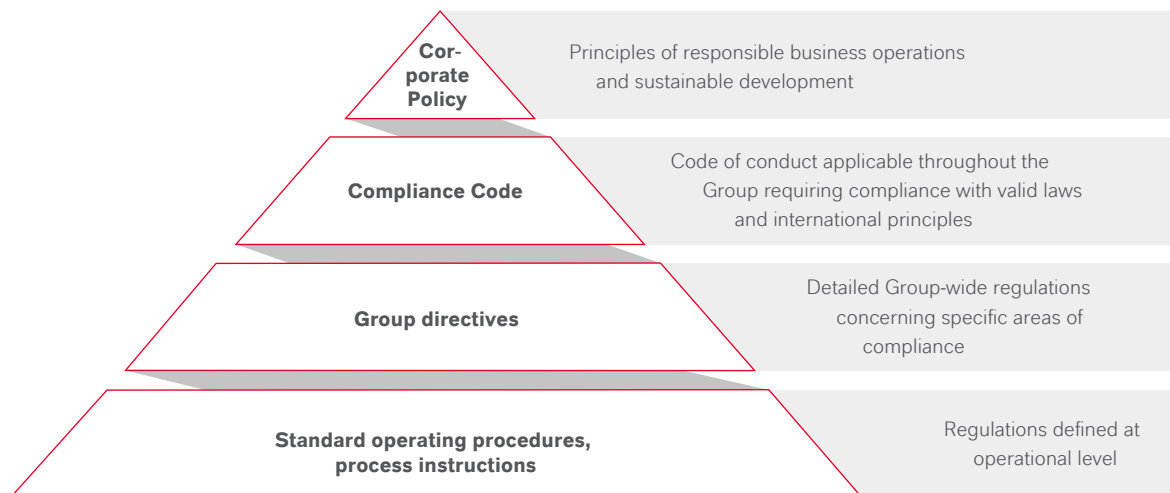 Cor-
porate
Policy
Principles of responsible business operations
and sustainable development
Compliance Code
Code of conduct applicable throughout the
Group requiring compliance with valid laws
and international principles
Group directives
Detailed Group-wide regulations
concerning specific areas of
compliance
Standard operating procedures,
process instructions
Regulations defined at
operational level